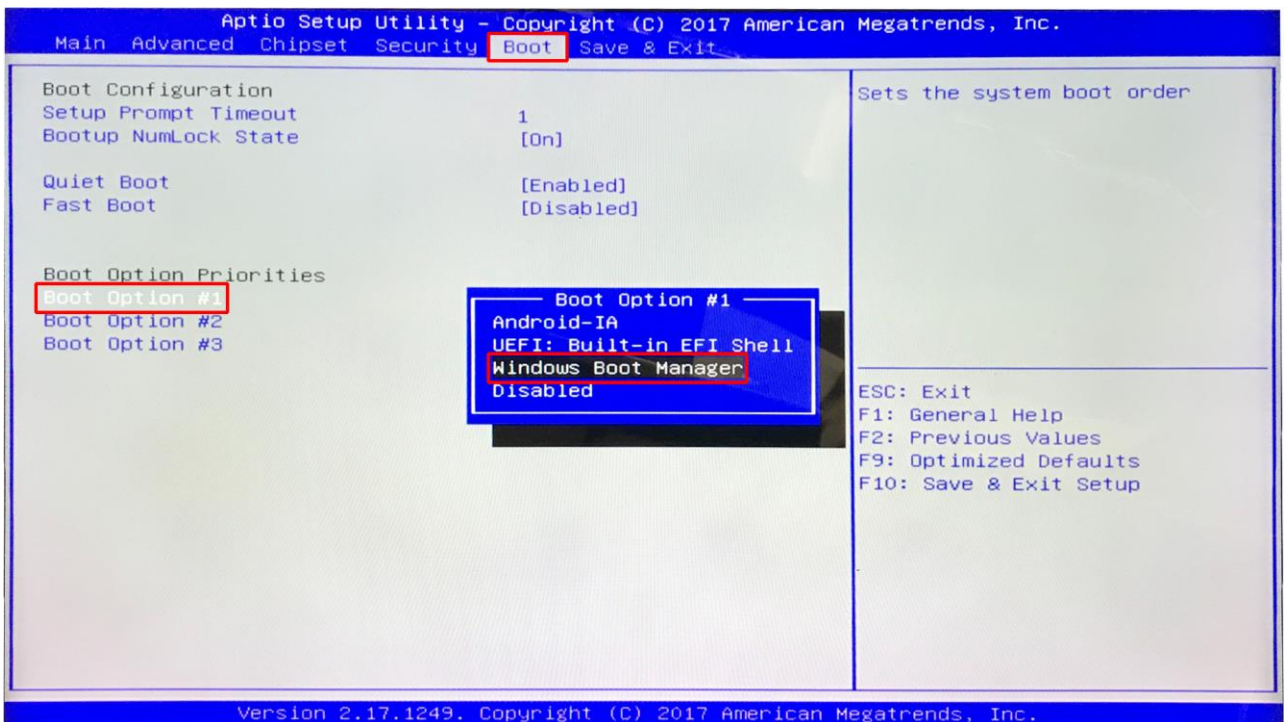 Aptio Setup Utility – Copyright (C) 2017 American Megatrends, Inc.
Main Advanced Chipset Security Boot Save & Exit
Boot Configuration
Setup Prompt Timeout 1
Bootup NumLock State [On]
Quiet Boot [Enabled]
Fast Boot [Disabled]
Boot Option Priorities
Boot Option #1
Boot Option #2
Boot Option #3
Boot Option #1
Android-IA
UEFI: Built-in EFI Shell
Windows Boot Manager
Disabled
Sets the system boot order
ESC: Exit
F1: General Help
F2: Previous Values
F9: Optimized Defaults
F10: Save & Exit Setup
Version 2.17.1249. Copyright (C) 2017 American Megatrends, Inc.